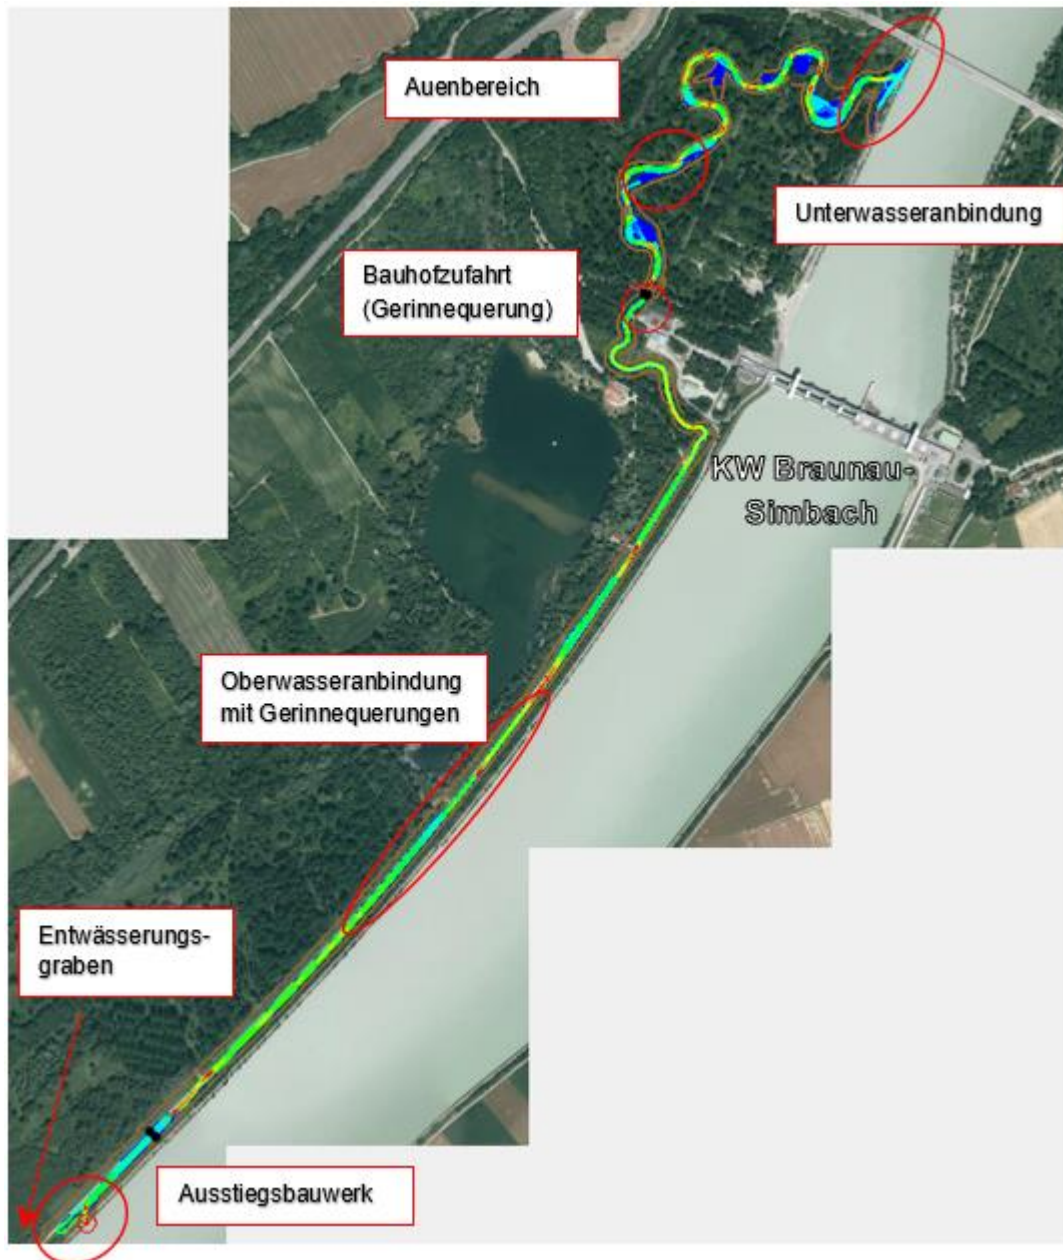 Auenbereich
Unterwasseranbindung
Bauhofzufahrt
(Gerinnequerung)
KW Braunau-
Simbach
Oberwasseranbindung
mit Gerinnequerungen
Entwässerungs-
graben
Ausstiegsbauwerk